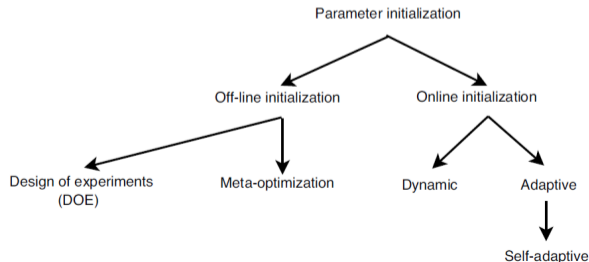 Parameter initialization
Off-line initialization
Online initialization
Design of experiments
(DOE)
Meta-optimization
Dynamic
Adaptive
Self-adaptive